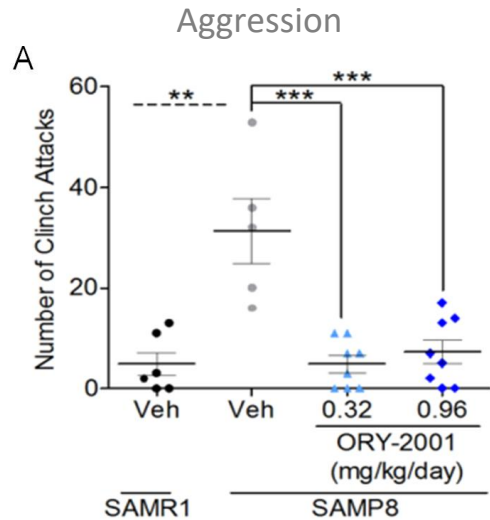 Aggression
A
Number of Clinch Attacks
60
40
20
0
**
***
***
Veh
Veh
0.32
0.96
ORY-2001
(mg/kg/day)
SAMR1
SAMP8